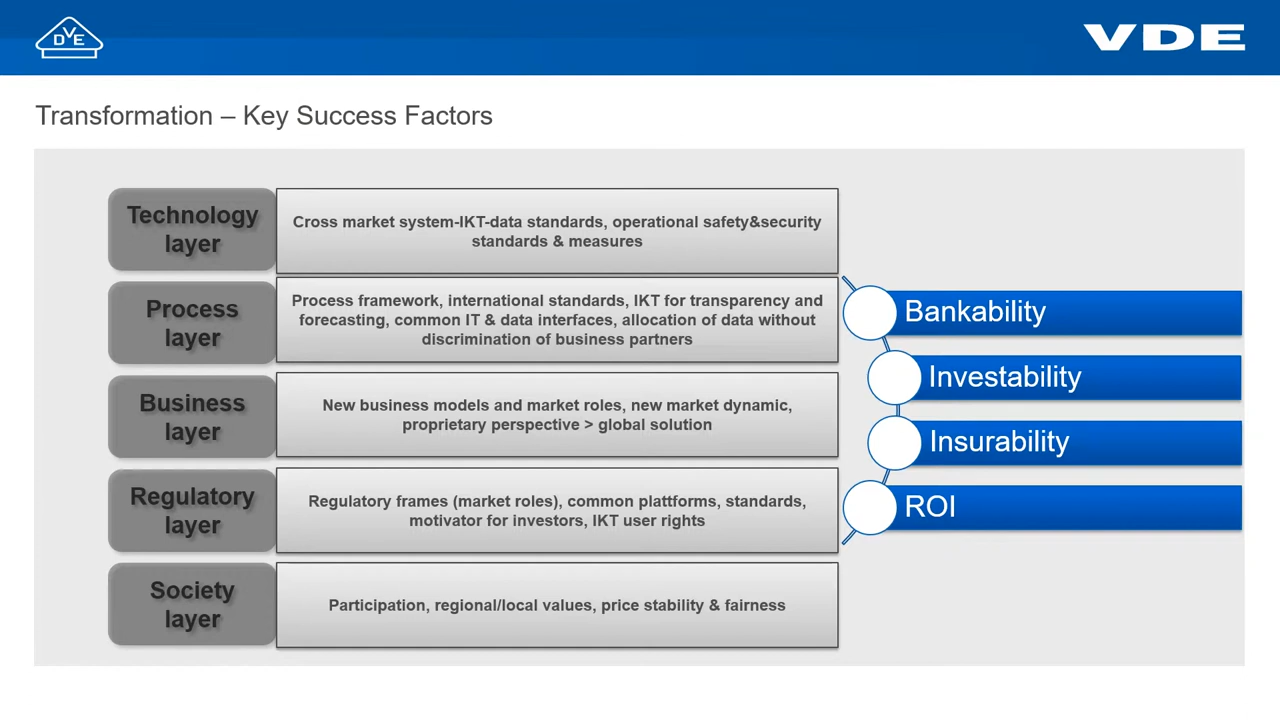 DVE
VDE
Transformation – Key Success Factors
Technology
layer
Cross market system-IKT-data standards, operational safety&security
standards & measures
Process
layer
Process framework, international standards, IKT for transparency and
forecasting, common IT & data interfaces, allocation of data without
discrimination of business partners
Business
layer
New business models and market roles, new market dynamic,
proprietary perspective > global solution
Regulatory
layer
Regulatory frames (market roles), common plattforms, standards,
motivator for investors, IKT user rights
Society
layer
Participation, regional/local values, price stability & fairness
Bankability
Investability
Insurability
ROI